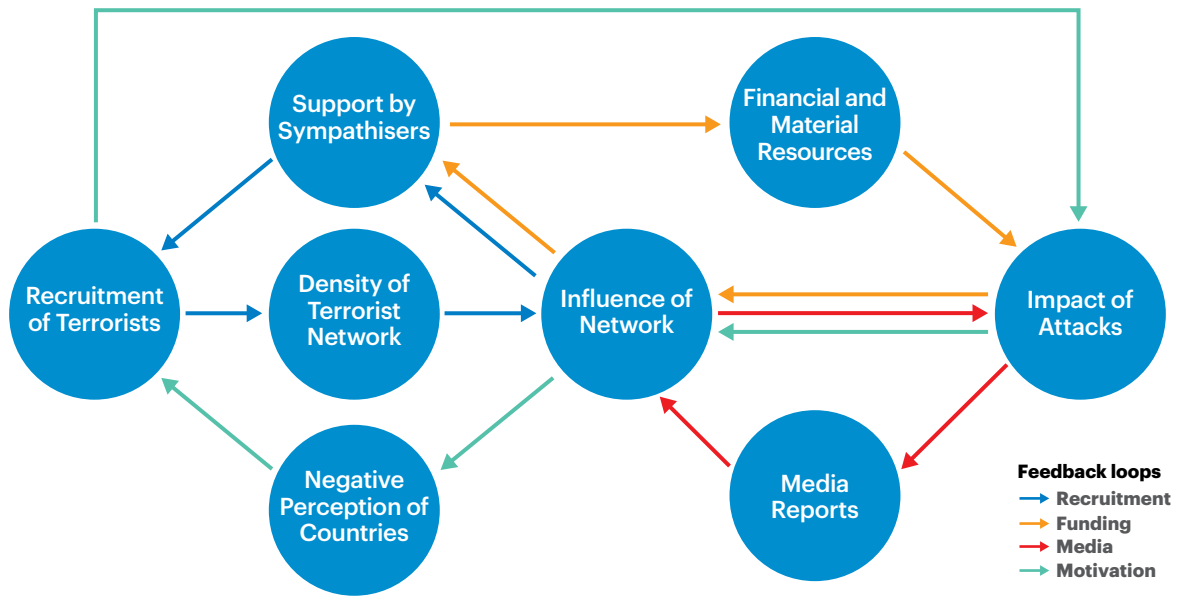 Support by
Sympathisers
Financial and
Material
Resources
Recruitment
of Terrorists
Density of
Terrorist
Network
Influence of
Network
Impact of
Attacks
Negative
Perception of
Countries
Media
Reports
Feedback loops
Recruitment
Funding
Media
Motivation